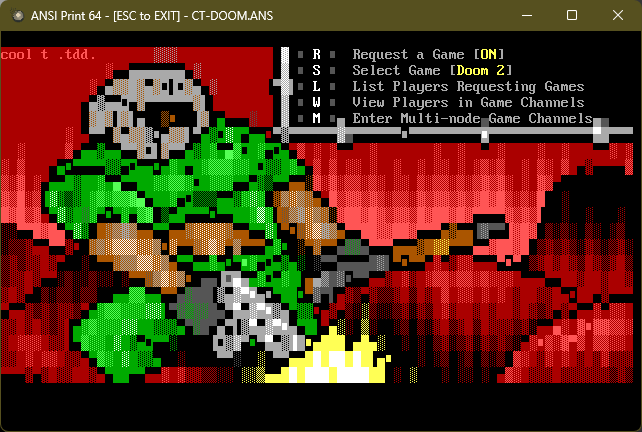 ANSI Print 64 - [ESC to EXIT] - CT-DOOM.ANS
cool t .tdd.
R Request a Game [ON]
S Select Game [Doom 2]
L List Players Requesting Games
W View Players in Game Channels
M Enter Multi-node Game Channels